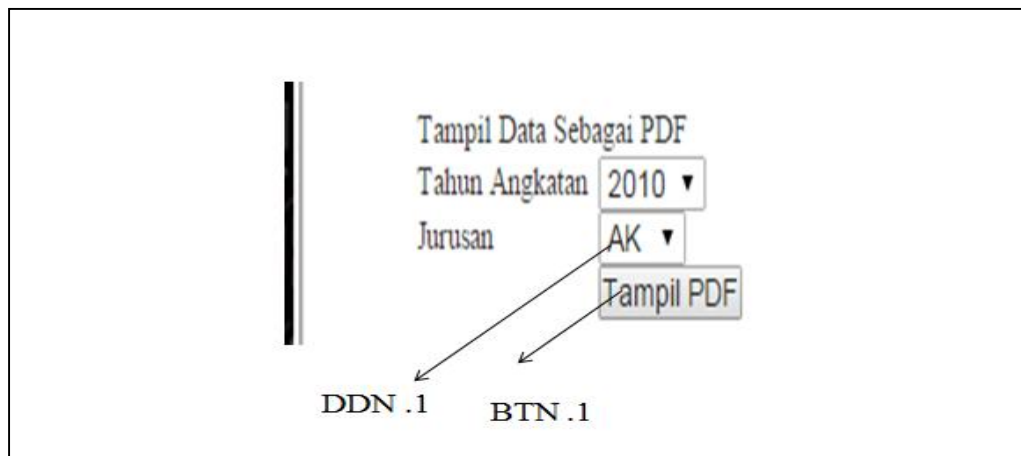 Tampil Data Sebagai PDF
Tahun Angkatan 2010
Jurusan AK
Tampil PDF
DDN .1 BTN .1